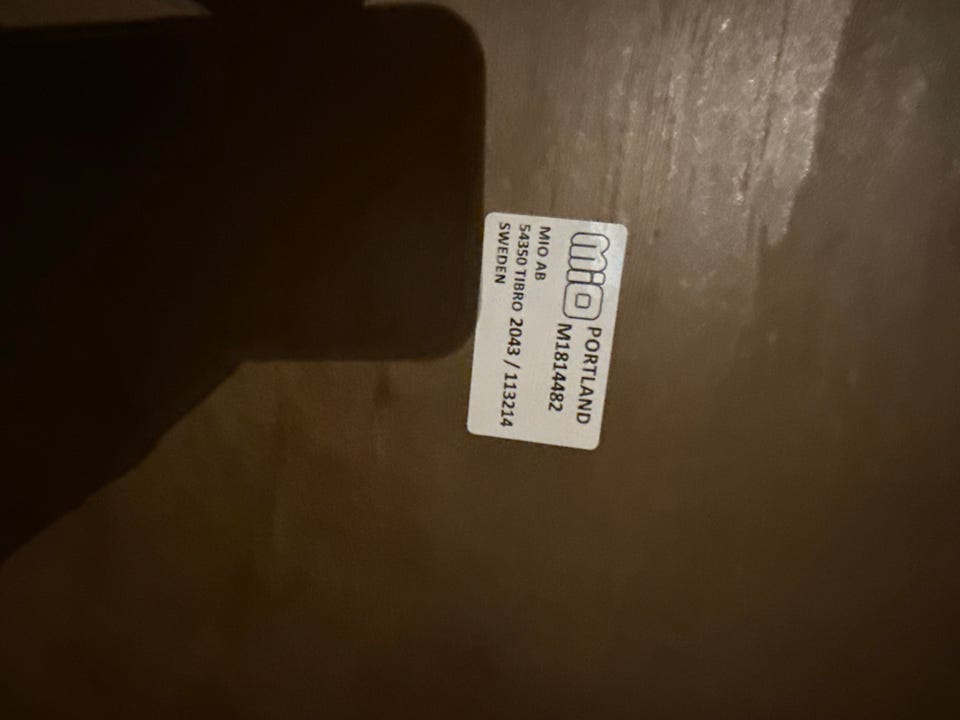 mio PORTLAND
M1814482
MIO AB
54350 TIBRO 2043 / 113214
SWEDEN